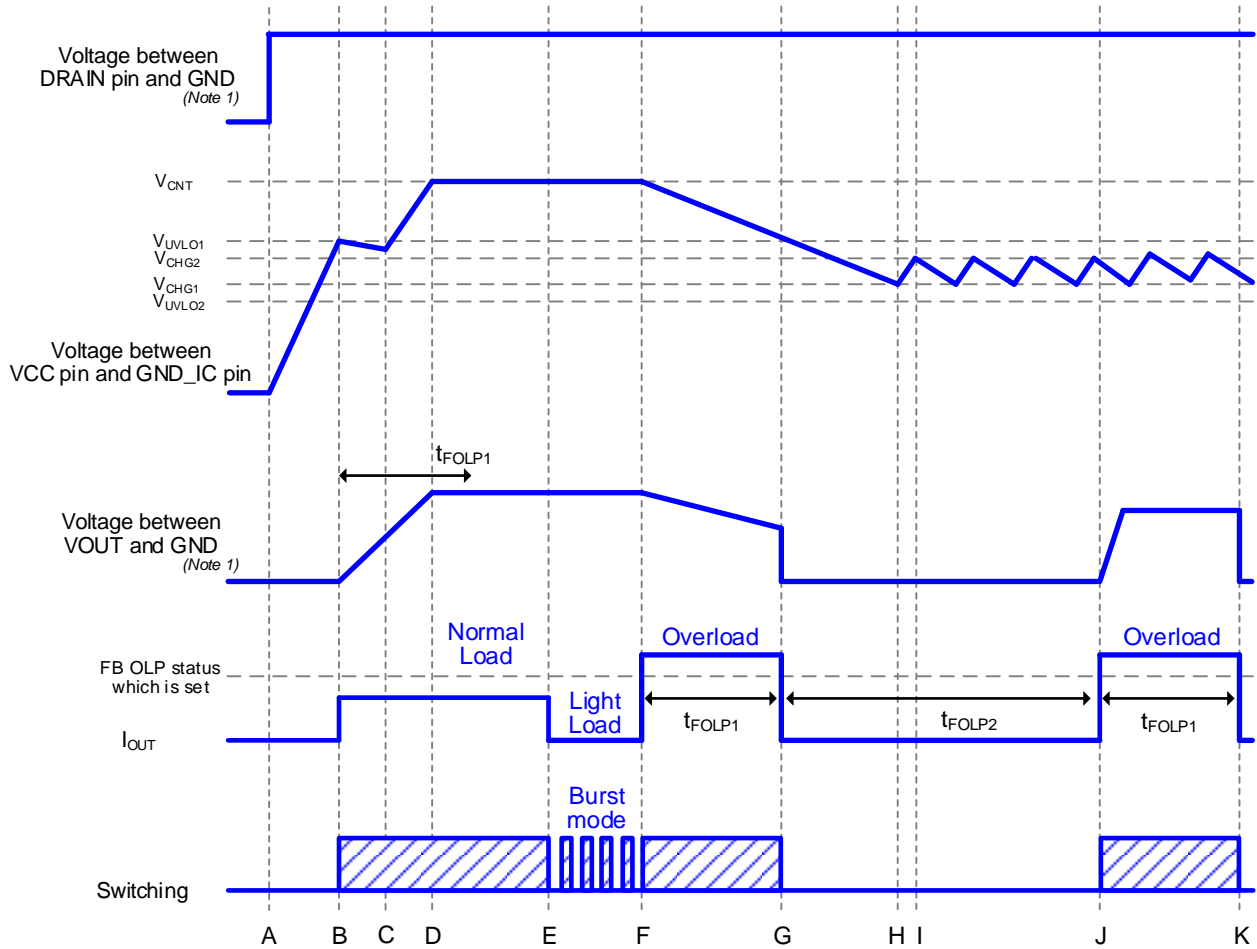 Voltage between
DRAIN pin and GND
(Note 1)
VCNT
VUVLO1
VCHG2
VCHG1
VUVLO2
Voltage between
VCC pin and GND_IC pin
tFOLP1
Voltage between
VOUT and GND
(Note 1)
Normal
Load
Overload
Overload
FB OLP status
which is set
Light
Load
tFOLP1
tFOLP2
tFOLP1
IOUT
Burst
mode
Switching
A B C D E F G H I J K